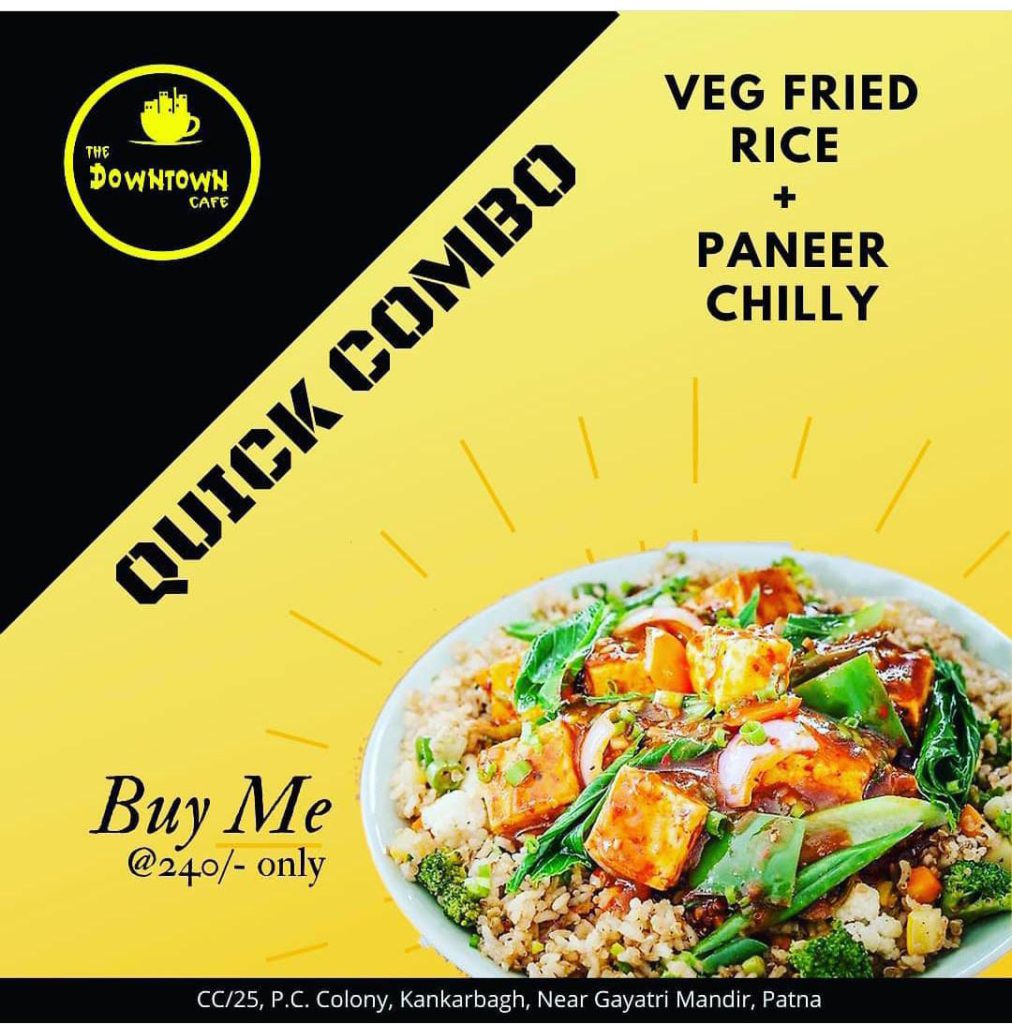 THE
DOWNTOWN
CAFE
VEG FRIED
RICE
+
PANEER
CHILLY
QUICK COMBO
Buy Me
@240/- only
CC/25, P.C. Colony, Kankarbagh, Near Gayatri Mandir, Patna